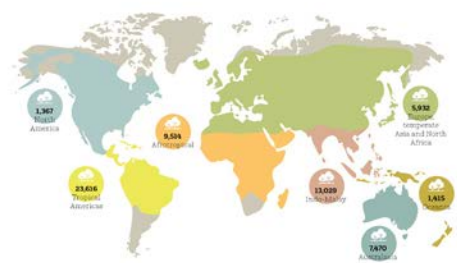 1,367
North
America
9,514
Afrotropical
5,932
Europe,
temperate
Asia and North
Africa
23,616
Tropical
Americas
13,029
Indo-Malay
1,415
Oceania
7,470
Australasia